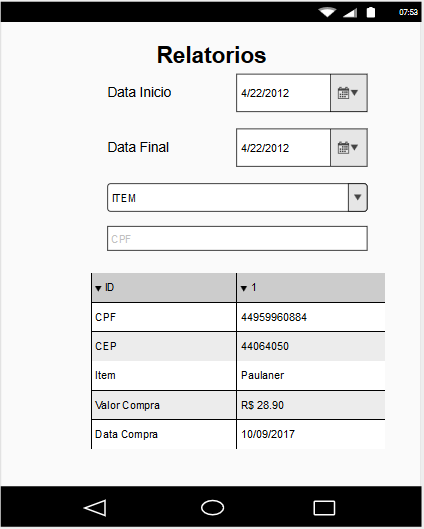 07:53
Relatorios
Data Inicio 4/22/2012
Data Final 4/22/2012
ITEM
CPF
ID 1
CPF 44959960884
CEP 44064050
Item Paulaner
Valor Compra R$ 28.90
Data Compra 10/09/2017